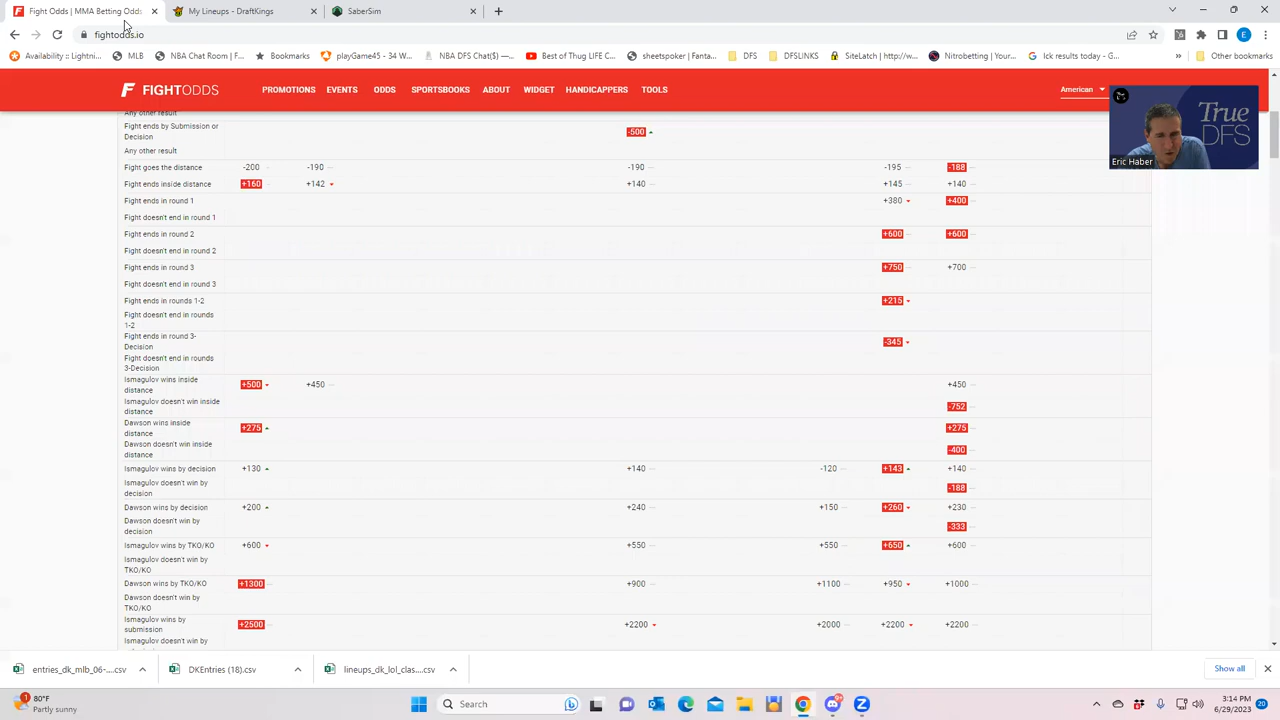 Fight Odds | MMA Betting Odds
My Lineups - DraftKings
SaberSim
fightodds.io
E
Availability :: Lightni...
MLB
NBA Chat Room | F...
Bookmarks
playGame45 - 34 W...
NBA DFS Chat($) —...
Best of Thug LIFE C...
sheetspoker | Fanta...
DFS
DFSLINKS
SiteLatch | http://w...
Nitrobetting | Your...
lck results today - G...
»
Other bookmarks
FIGHTODDS
PROMOTIONS EVENTS ODDS SPORTSBOOKS ABOUT WIDGET HANDICAPPERS TOOLS
American
True
DFS
Eric Haber
Any other result
Fight ends by Submission or
Decision
-500
Any other result
Fight goes the distance -200 -190 -190 -195 -188
Fight ends inside distance +160 +142 +140 +145 +140
Fight ends in round 1 +380 +400
Fight doesn't end in round 1
Fight ends in round 2 +600 +600
Fight doesn't end in round 2
Fight ends in round 3 +750 +700
Fight doesn't end in round 3
Fight ends in rounds 1-2 +215
Fight doesn't end in rounds
1-2
Fight ends in round 3-
Decision
-345
Fight doesn't end in rounds
3-Decision
Ismagulov wins inside
distance
+500 +450 +450
Ismagulov doesn't win inside
distance
-752
Dawson wins inside
distance
+275 +275
Dawson doesn't win inside
distance
-400
Ismagulov wins by decision +130 +140 -120 +143 +140
Ismagulov doesn't win by
decision
-188
Dawson wins by decision +200 +240 +150 +260 +230
Dawson doesn't win by
decision
-333
Ismagulov wins by TKO/KO +600 +550 +550 +650 +600
Ismagulov doesn't win by
TKO/KO
Dawson wins by TKO/KO +1300 +900 +1100 +950 +1000
Dawson doesn't win by
TKO/KO
Ismagulov wins by
submission
+2500 +2200 +2000 +2200 +2200
Ismagulov doesn't win by
entries_dk_mlb_06-....csv
DKEntries (18).csv
lineups_dk_lol_clas....csv
Show all
80°F
Partly sunny
Search
3:14 PM
6/29/2023
20